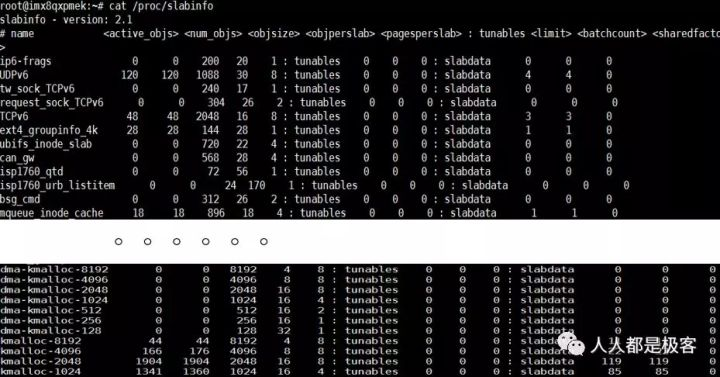 root@imx8qxpmek:~# cat /proc/slabinfo
slabinfo - version: 2.1
# name            <active_objs> <num_objs> <objsize> <objperslab> <pagesperslab> : tunables <limit> <batchcount> <sharedfacto
>
ip6-frags 0 0 200 20 1 : tunables 0 0 0 : slabdata 0 0 0
UDPv6 120 120 1088 30 8 : tunables 0 0 0 : slabdata 4 4 0
tw_sock_TCPv6 0 0 240 17 1 : tunables 0 0 0 : slabdata 0 0 0
request_sock_TCPv6 0 0 304 26 2 : tunables 0 0 0 : slabdata 0 0 0
TCPv6 48 48 2048 16 8 : tunables 0 0 0 : slabdata 3 3 0
ext4_groupinfo_4k 28 28 144 28 1 : tunables 0 0 0 : slabdata 1 1 0
ubifs_inode_slab 0 0 720 22 4 : tunables 0 0 0 : slabdata 0 0 0
can_gw 0 0 568 28 4 : tunables 0 0 0 : slabdata 0 0 0
isp1760_qtd 0 0 72 56 1 : tunables 0 0 0 : slabdata 0 0 0
isp1760_urb_listitem 0 0 24 170 1 : tunables 0 0 0 : slabdata 0 0 0
bsg_cmd 0 0 312 26 2 : tunables 0 0 0 : slabdata 0 0 0
mqueue_inode_cache 18 18 896 18 4 : tunables 0 0 0 : slabdata 1 1 0
。 。 。 。 。 。
dma-kmalloc-8192 0 0 8192 4 8 : tunables 0 0 0 : slabdata 0 0 0
dma-kmalloc-4096 0 0 4096 8 8 : tunables 0 0 0 : slabdata 0 0 0
dma-kmalloc-2048 0 0 2048 16 8 : tunables 0 0 0 : slabdata 0 0 0
dma-kmalloc-1024 0 0 1024 16 4 : tunables 0 0 0 : slabdata 0 0 0
dma-kmalloc-512 0 0 512 16 2 : tunables 0 0 0 : slabdata 0 0 0
dma-kmalloc-256 0 0 256 16 1 : tunables 0 0 0 : slabdata 0 0 0
dma-kmalloc-128 0 0 128 32 1 : tunables 0 0 0 : slabdata 0 0 0
kmalloc-8192 44 44 8192 4 8 : tunables 0 0 0 : slabdata 11
kmalloc-4096 166 176 4096 8 8 : tunables 0 0 0 : slabdata
kmalloc-2048 1904 1904 2048 16 8 : tunables 0 0 0 : slabdata 119 119 0
kmalloc-1024 1341 1360 1024 16 4 : tunables 0 0 0 : slabdata 85 85 0
人人都是极客